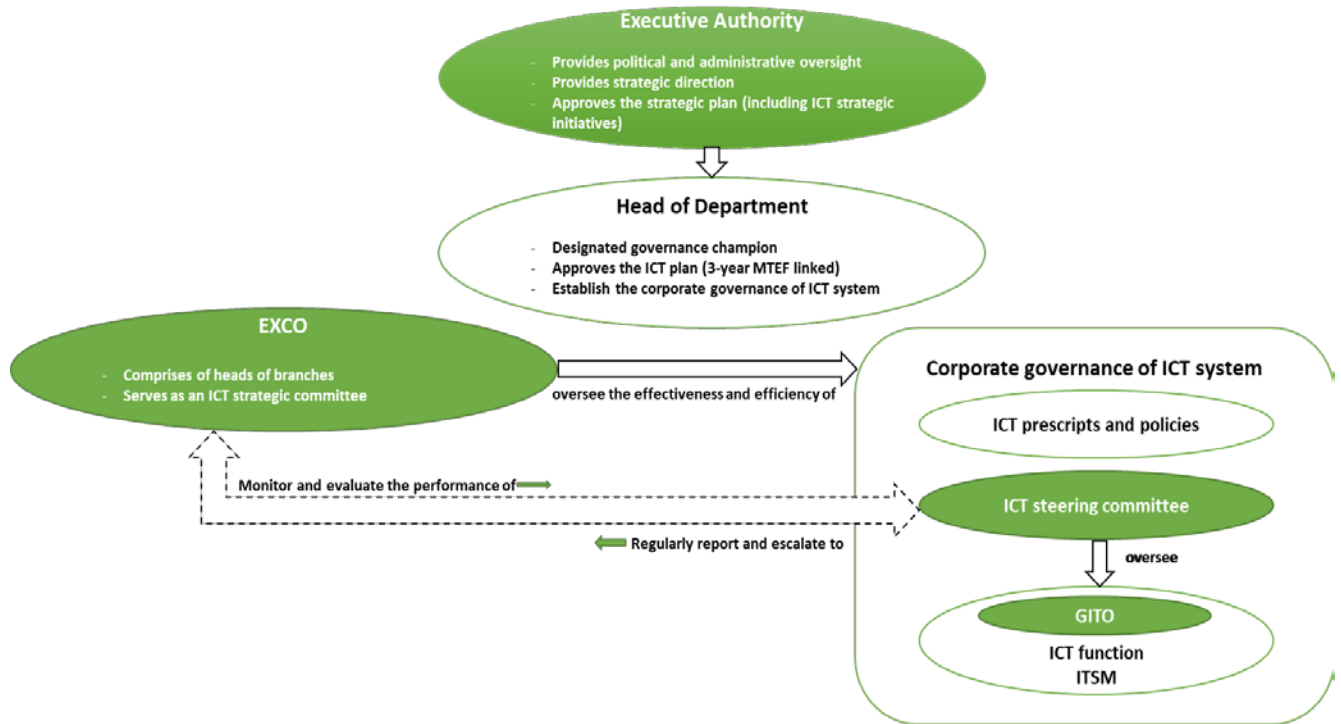 Executive Authority
- Provides political and administrative oversight
- Provides strategic direction
- Approves the strategic plan (including ICT strategic
initiatives)
Head of Department
- Designated governance champion
- Approves the ICT plan (3-year MTEF linked)
- Establish the corporate governance of ICT system
EXCO
- Comprises of heads of branches
- Serves as an ICT strategic committee
oversee the effectiveness and efficiency of
Corporate governance of ICT system
ICT prescripts and policies
Monitor and evaluate the performance of
ICT steering committee
Regularly report and escalate to
oversee
GITO
ICT function
ITSM